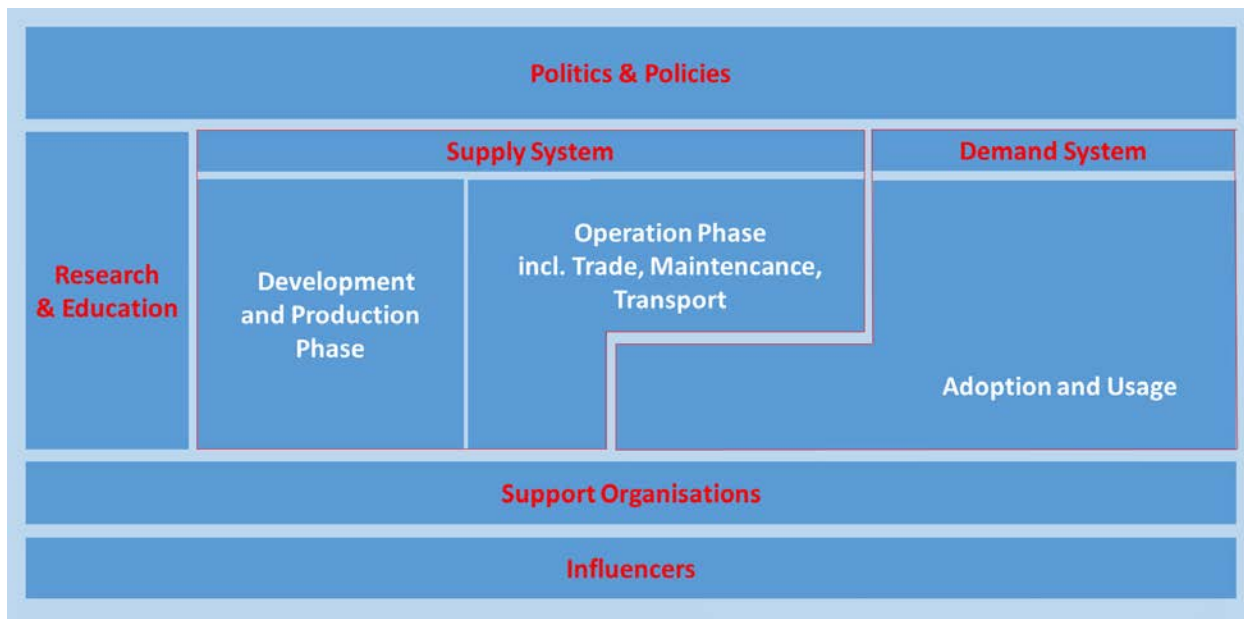 Politics & Policies
Supply System
Demand System
Research
& Education
Development
and Production
Phase
Operation Phase
incl. Trade, Maintencance,
Transport
Adoption and Usage
Support Organisations
Influencers